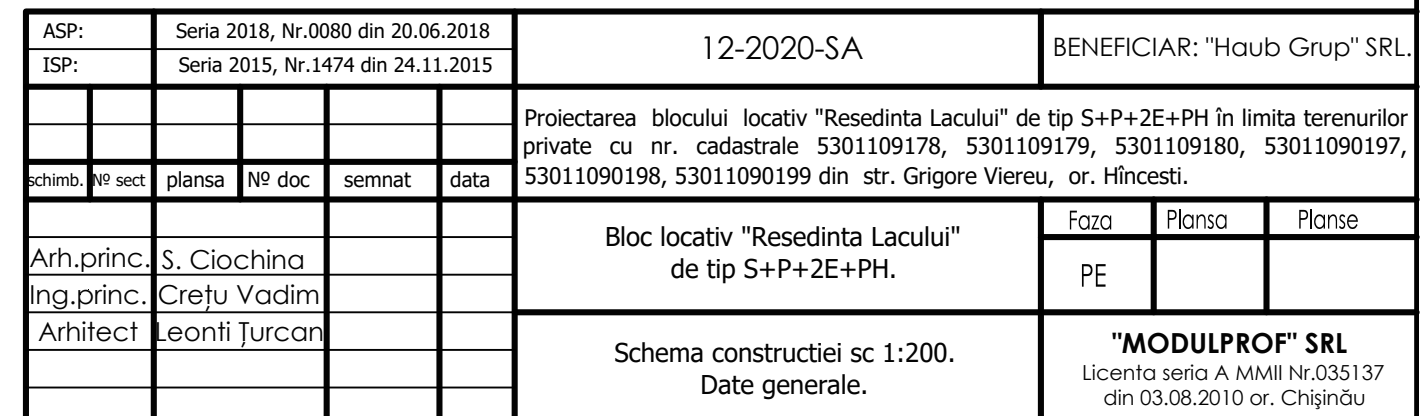 ASP: Seria 2018, Nr.0080 din 20.06.2018
ISP: Seria 2015, Nr.1474 din 24.11.2015
12-2020-SA
BENEFICIAR: "Haub Grup" SRL.
Proiectarea blocului locativ "Resedinta Lacului" de tip S+P+2E+PH în limita terenurilor
private cu nr. cadastrale 5301109178, 5301109179, 5301109180, 53011090197,
53011090198, 53011090199 din str. Grigore Viereu, or. Hîncesti.
schimb. Nº sect plansa Nº doc semnat data
Arh.princ. S. Ciochina
Ing.princ. Crețu Vadim
Arhitect Leonti Țurcan
Bloc locativ "Resedinta Lacului"
de tip S+P+2E+PH.
Faza Plansa Planse
PE
Schema constructiei sc 1:200.
Date generale.
"MODULPROF" SRL
Licenta seria A MMII Nr.035137
din 03.08.2010 or. Chişinău